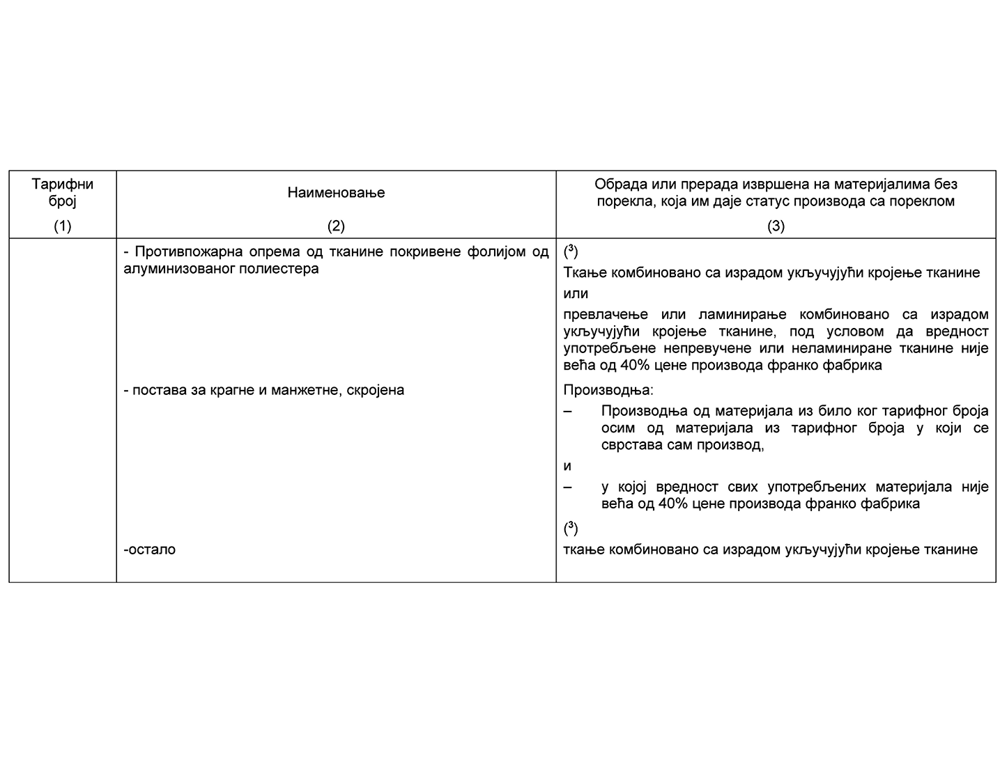 Тарифни
број
(1)
Наименовање
(2)
Обрада или прерада извршена на материјалима без
порекла, која им даје статус производа са пореклом
(3)
- Противпожарна опрема од тканине покривене фолијом од
алуминизованог полиестера
(³)
Ткање комбиновано са израдом укључујући кројење тканине
или
превлачење или ламинирање комбиновано са израдом
укључујући кројење тканине, под условом да вредност
употребљене непревучене или неламиниране тканине није
већа од 40% цене производа франко фабрика
- постава за крагне и манжетне, скројена
Производња:
– Производња од материјала из било ког тарифног броја
осим од материјала из тарифног броја у који се
сврстава сам производ,
и
– у којој вредност свих употребљених материјала није
већа од 40% цене производа франко фабрика
(³)
-остало
ткање комбиновано са израдом укључујући кројење тканине